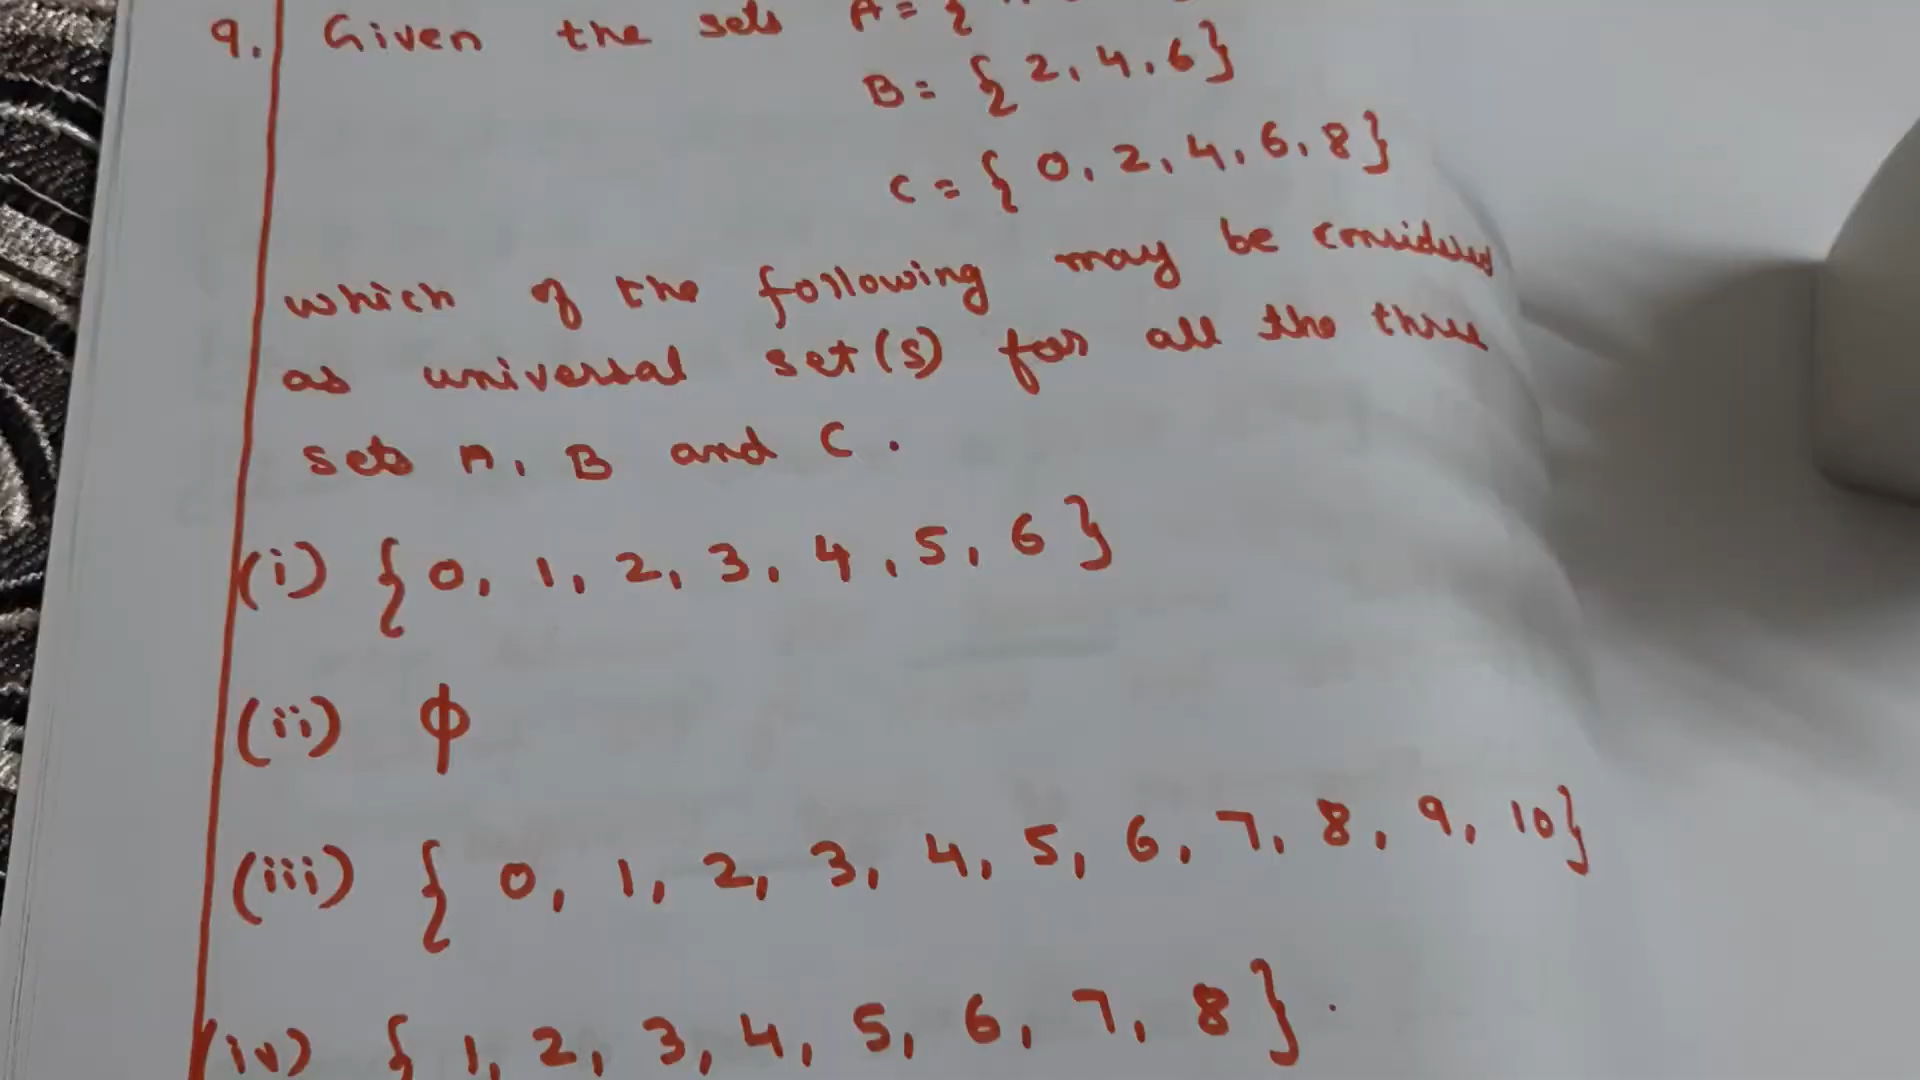 9. Given the sets A = {
B = {2, 4, 6}
C = {0, 2, 4, 6, 8}
which of the following may be considered
as universal set(s) for all the three
sets A, B and C.
(i) {0, 1, 2, 3, 4, 5, 6}
(ii) ϕ
(iii) {0, 1, 2, 3, 4, 5, 6, 7, 8, 9, 10}
(iv) {1, 2, 3, 4, 5, 6, 7, 8}.